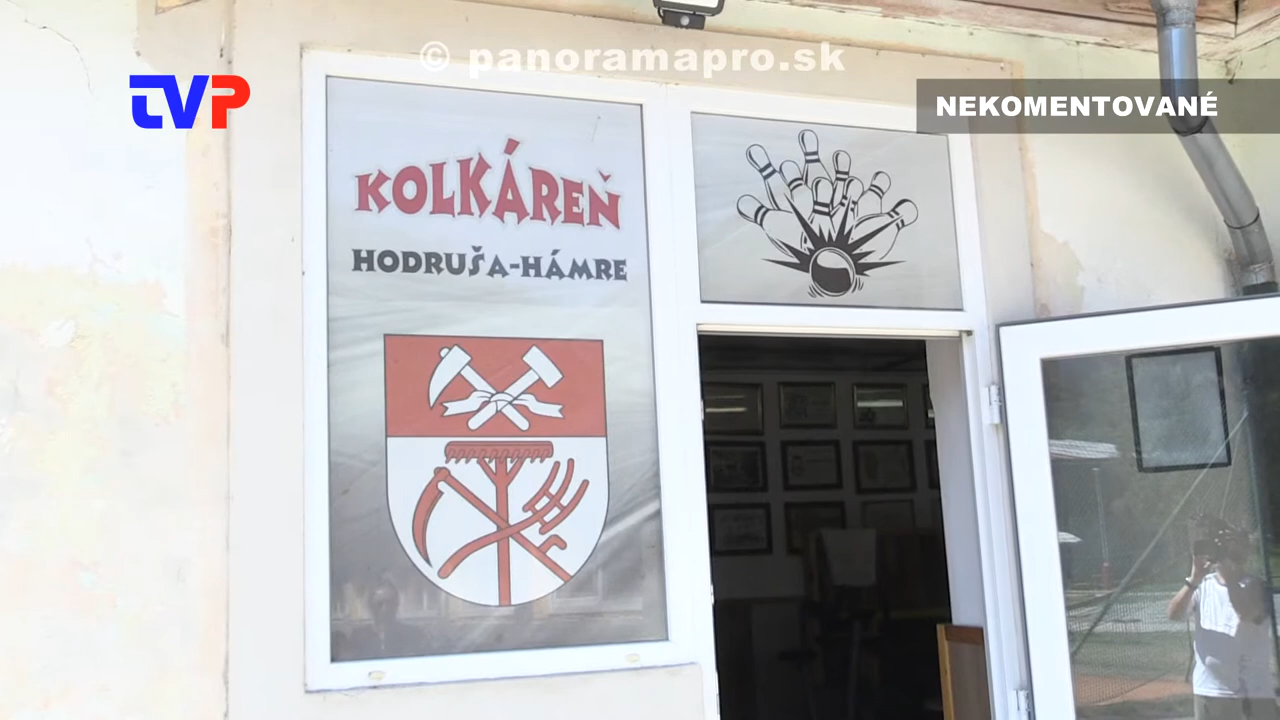 © panoramapro.sk
TVP
NEKOMENTOVANÉ
KOLKÁREŇ
HODRUŠA-HÁMRE